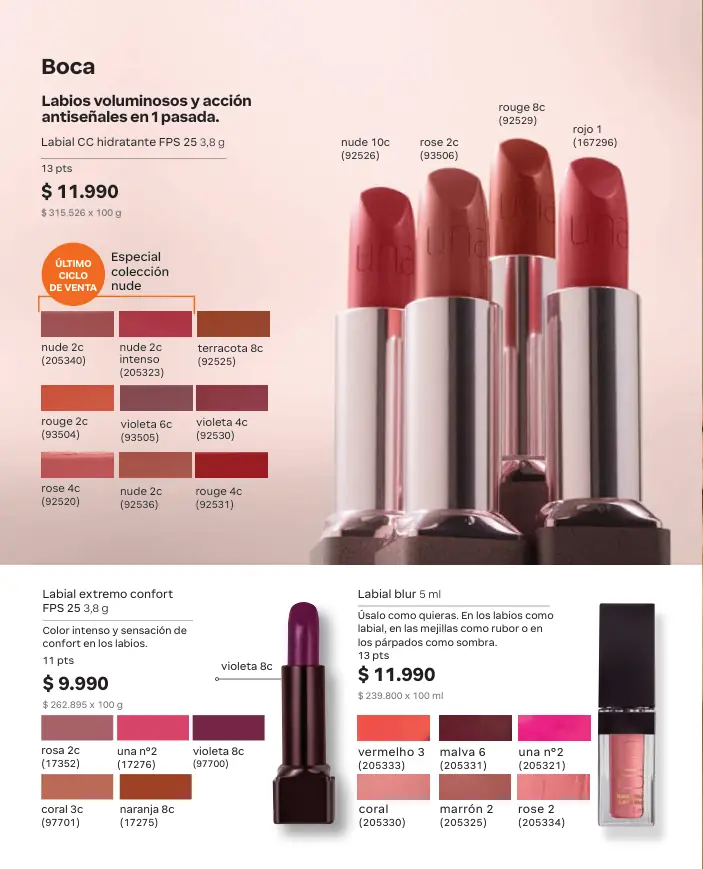 Boca
Labios voluminosos y acción
antiseñales en 1 pasada.
Labial CC hidratante FPS 25 3,8 g
13 pts
$ 11.990
$ 315.526 x 100 g
nude 10c
(92526)
rose 2c
(93506)
rouge 8c
(92529)
rojo 1
(167296)
una
una
una
una
ÚLTIMO
CICLO
DE VENTA
Especial
colección
nude
nude 2c
(205340)
nude 2c
intenso
(205323)
terracota 8c
(92525)
rouge 2c
(93504)
violeta 6c
(93505)
violeta 4c
(92530)
rose 4c
(92520)
nude 2c
(92536)
rouge 4c
(92531)
Labial extremo confort
FPS 25 3,8 g
Color intenso y sensación de
confort en los labios.
11 pts
$ 9.990
$ 262.895 x 100 g
violeta 8c
rosa 2c
(17352)
una nº2
(17276)
violeta 8c
(97700)
coral 3c
(97701)
naranja 8c
(17275)
Labial blur 5 ml
Úsalo como quieras. En los labios como
labial, en las mejillas como rubor o en
los párpados como sombra.
13 pts
$ 11.990
$ 239.800 x 100 ml
vermelho 3
(205333)
malva 6
(205331)
una nº2
(205321)
coral
(205330)
marrón 2
(205325)
rose 2
(205334)